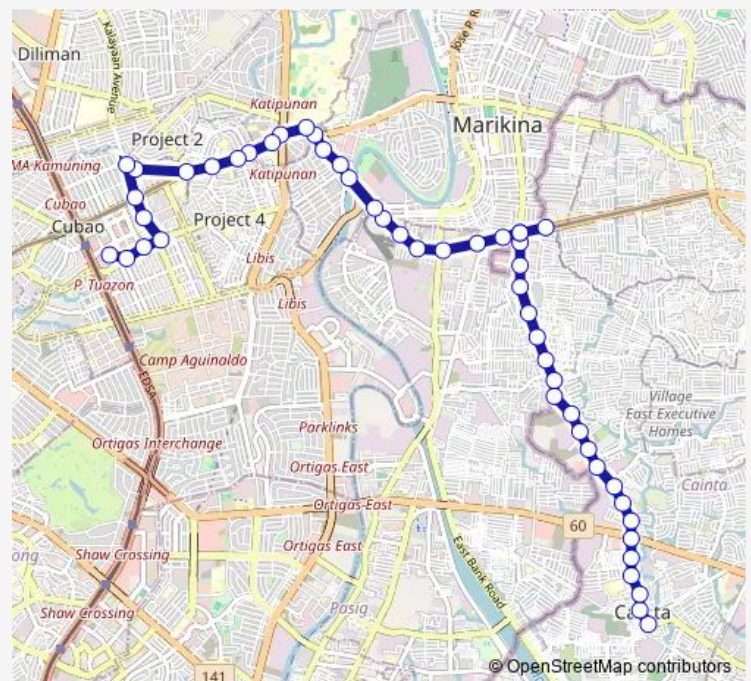 Diliman
Kalayaan Avenue
Jose P. R
Katipunan
Marikina
Project 2
MA Kamuning
Katipunan
Cubao
Project 4
Cubao
Libis
P. Tuazon
Libis
Camp Aguinaldo
EDSA
Village
East Executive
Homes
Parklinks
Ortigas Interchange
Ortigas East
Cainta
Ortigas East
60
Ortigas East
East Bank Road
ong
Shaw Crossing
Pasig
Shaw Crossing
141
© OpenStreetMap contributors